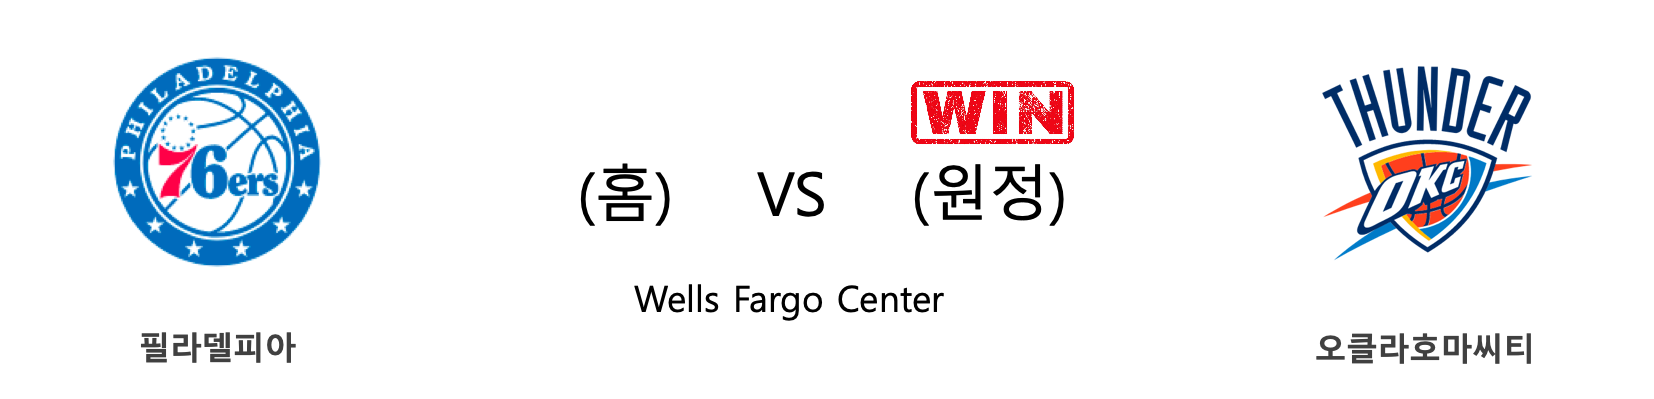 PHILADELPHIA
76ers
WIN
(홈) VS (원정)
Wells Fargo Center
THUNDER
OKC
필라델피아
오클라호마씨티